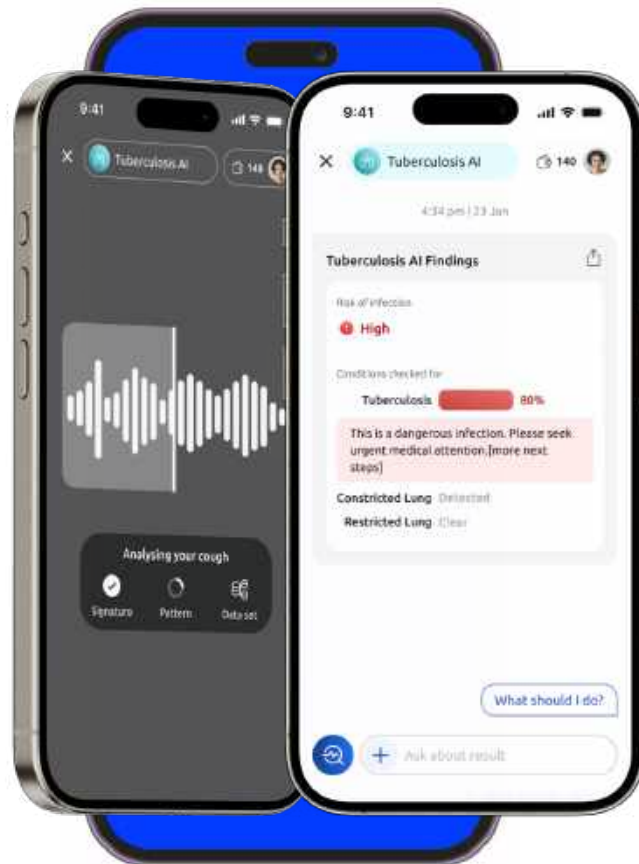 9:41
Tuberculosis AI
148
Analysing your cough
Signature
Pattern
Data set
9:41
Tuberculosis AI
140
4:34 pm | 23 Jan
Tuberculosis AI Findings
Risk of infection
High
Conditions checked for
Tuberculosis 80%
This is a dangerous infection. Please seek
urgent medical attention.[more next
steps]
Constricted Lung Detected
Restricted Lung Clear
What should I do?
Ask about result